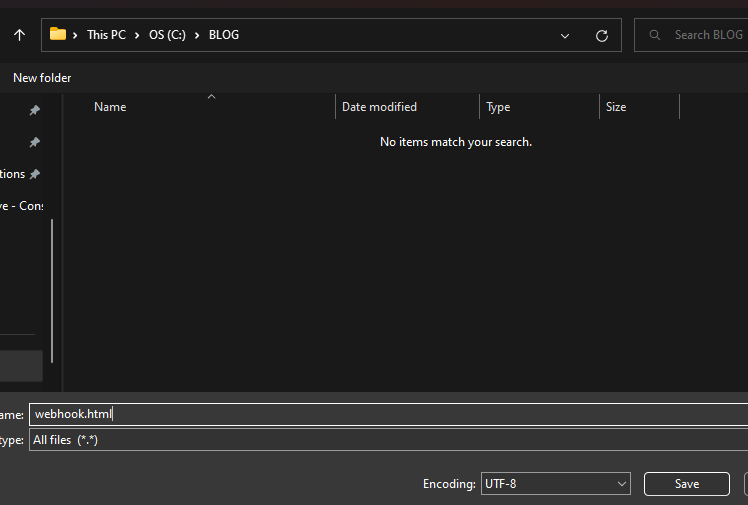 This PC > OS (C:) > BLOG
Search BLOG
New folder
Name
Date modified
Type
Size
No items match your search.
tions
ve - Cons
ame: webhook.html
type: All files (*.*)
Encoding: UTF-8
Save